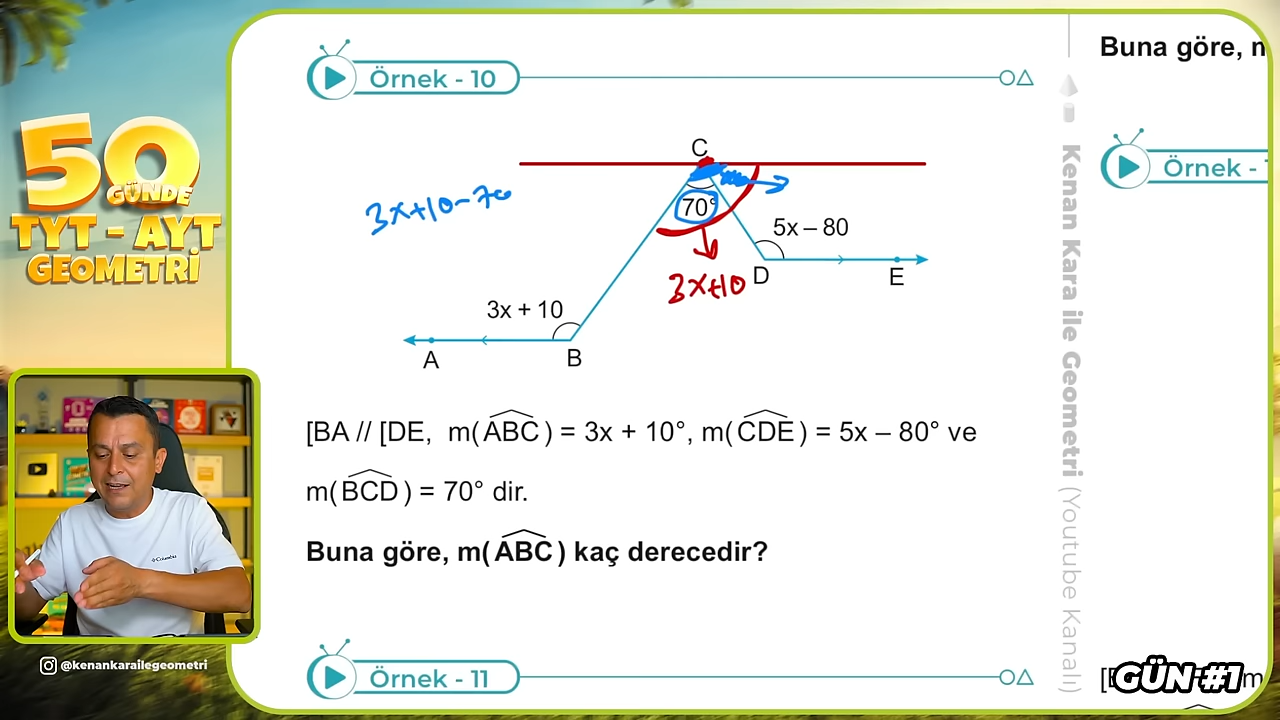 50
GÜNDE
TYT - AYT
GEOMETRİ
@kenankarailegeometri
Örnek - 10
C
70°
3x+10-70
5x – 80
3x+10
D
E
3x + 10
A
B
[BA // [DE, m(ABC) = 3x + 10°, m(CDE) = 5x – 80° ve
m(BCD) = 70° dir.
Buna göre, m(ABC) kaç derecedir?
Örnek - 11
Kenan Kara ile Geometri (Youtube Kanalı)
Buna göre,
Örnek -
GÜN #1